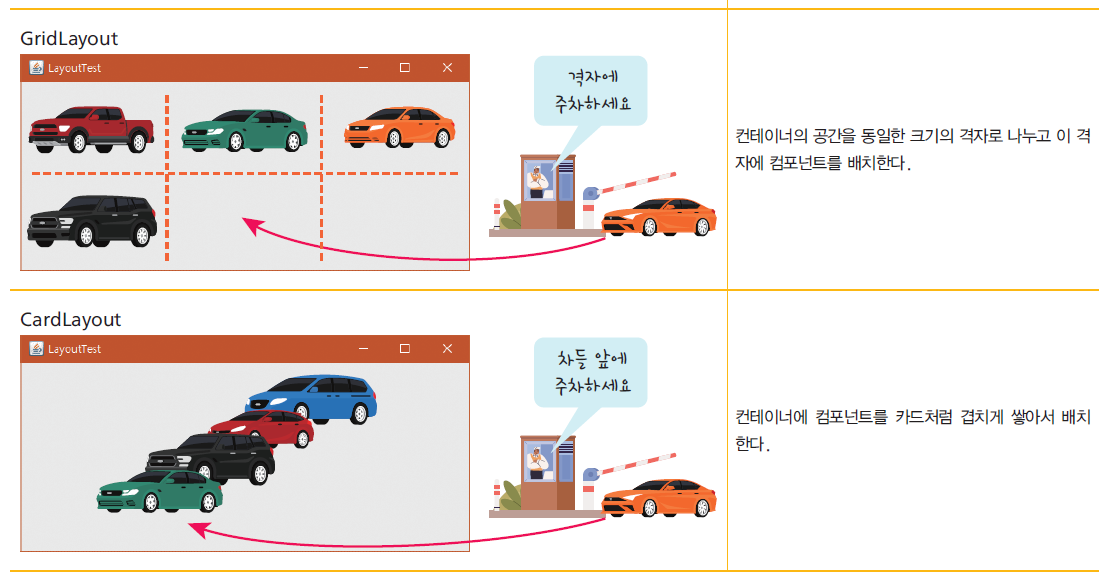 GridLayout
LayoutTest
격자에
주차하세요
컨테이너의 공간을 동일한 크기의 격자로 나누고 이 격
자에 컴포넌트를 배치한다.
CardLayout
LayoutTest
차들 앞에
주차하세요
컨테이너에 컴포넌트를 카드처럼 겹치게 쌓아서 배치
한다.